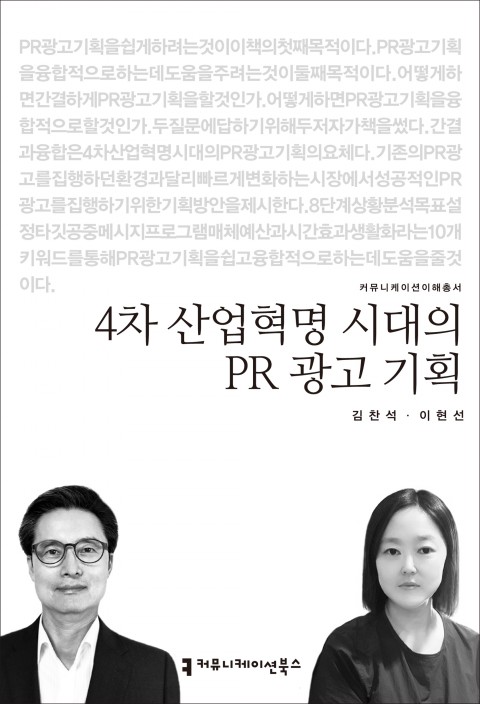 PR광고기획을쉽게하려는것이이책의첫째목적이다.PR광고기획
을융합적으로하는데도움을주려는것이둘째목적이다.어떻게하
면간결하게PR광고기획을할것인가.어떻게하면PR광고기획을융
합적으로할것인가.두질문에답하기위해두저자가책을썼다.간결
과융합은4차산업혁명시대의PR광고기획의요체다.기존의PR광
고를집행하던환경과달리빠르게변화하는시장에서성공적인PR
광고를집행하기위한기획방안을제시한다.8단계상황분석목표설
정타깃공중메시지프로그램매체예산과시간효과생활화라는10개
키워드를통해PR광고기획을쉽고융합적으로하는데도움을줄것
이다.
커뮤니케이션이해총서
4차 산업혁명 시대의
PR 광고 기획
김찬석 · 이현선
커뮤니케이션북스